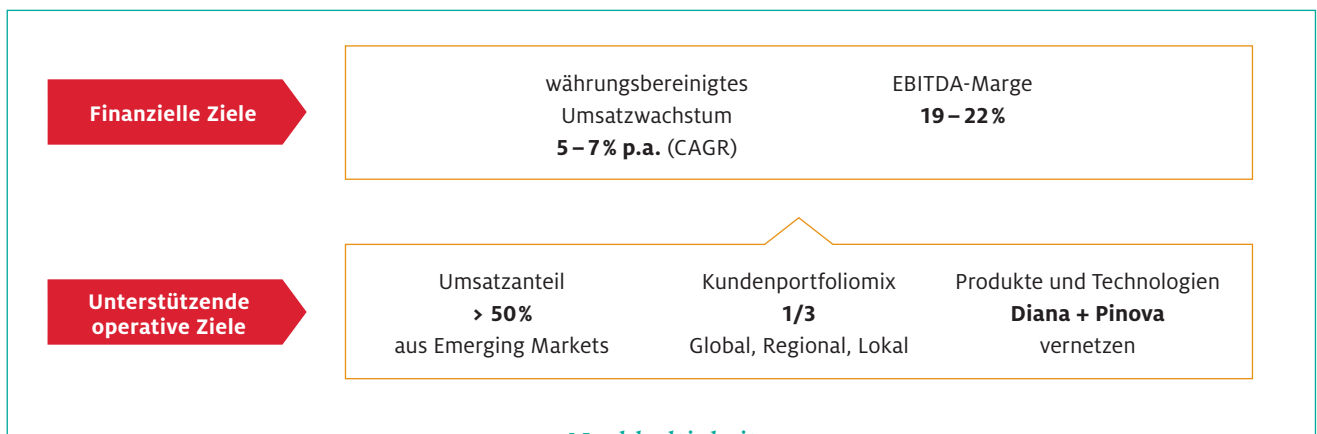 Finanzielle Ziele
währungsbereinigtes
Umsatzwachstum
5 – 7 % p.a. (CAGR)
EBITDA-Marge
19 – 22 %
Unterstützende
operative Ziele
Umsatzanteil
> 50 %
aus Emerging Markets
Kundenportfoliomix
1/3
Global, Regional, Lokal
Produkte und Technologien
Diana + Pinova
vernetzen